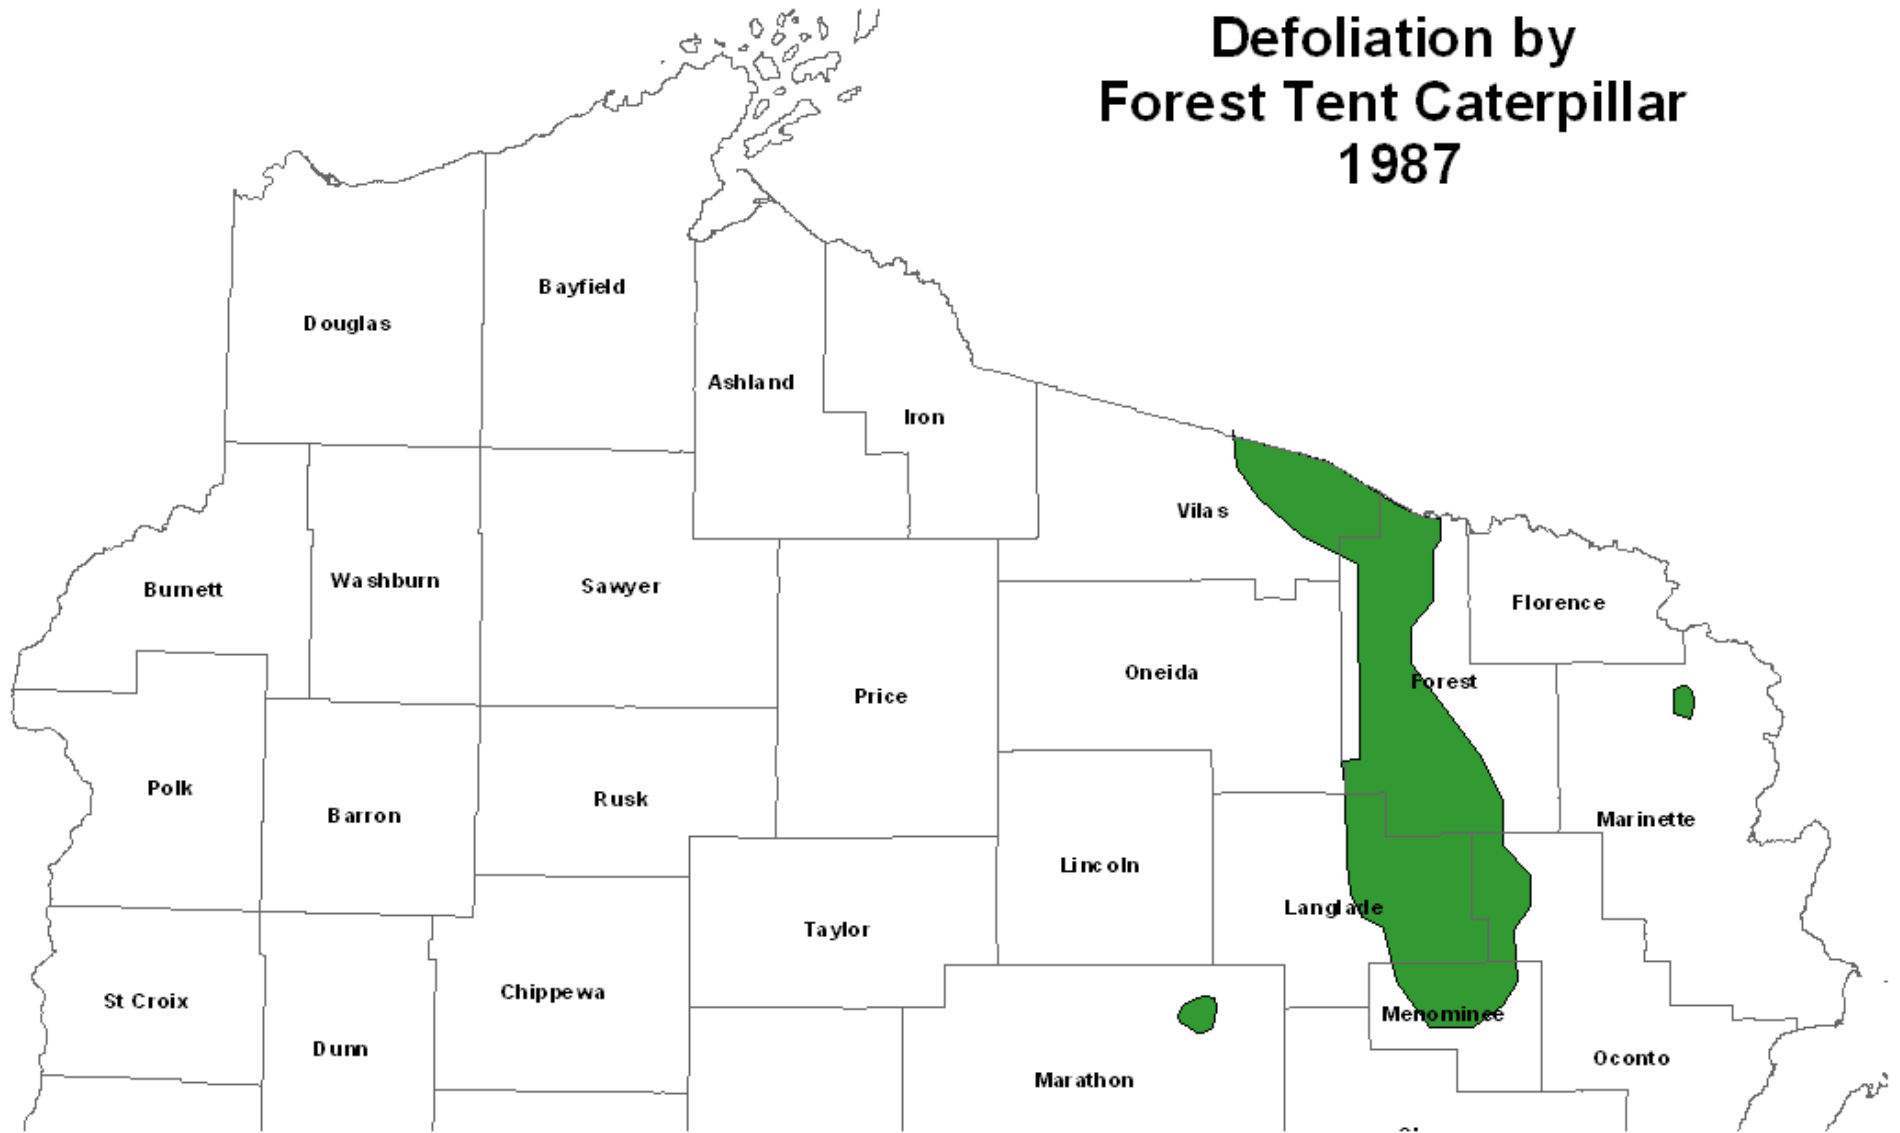 Defoliation by
Forest Tent Caterpillar
1987
Bayfield
Douglas
Ashland
Iron
Vilas
Washburn
Sawyer
Burnett
Florence
Oneida
Forest
Price
Polk
Rusk
Barron
Marinette
Lincoln
Langlade
Taylor
Chippewa
St Croix
Menominee
Dunn
Oconto
Marathon